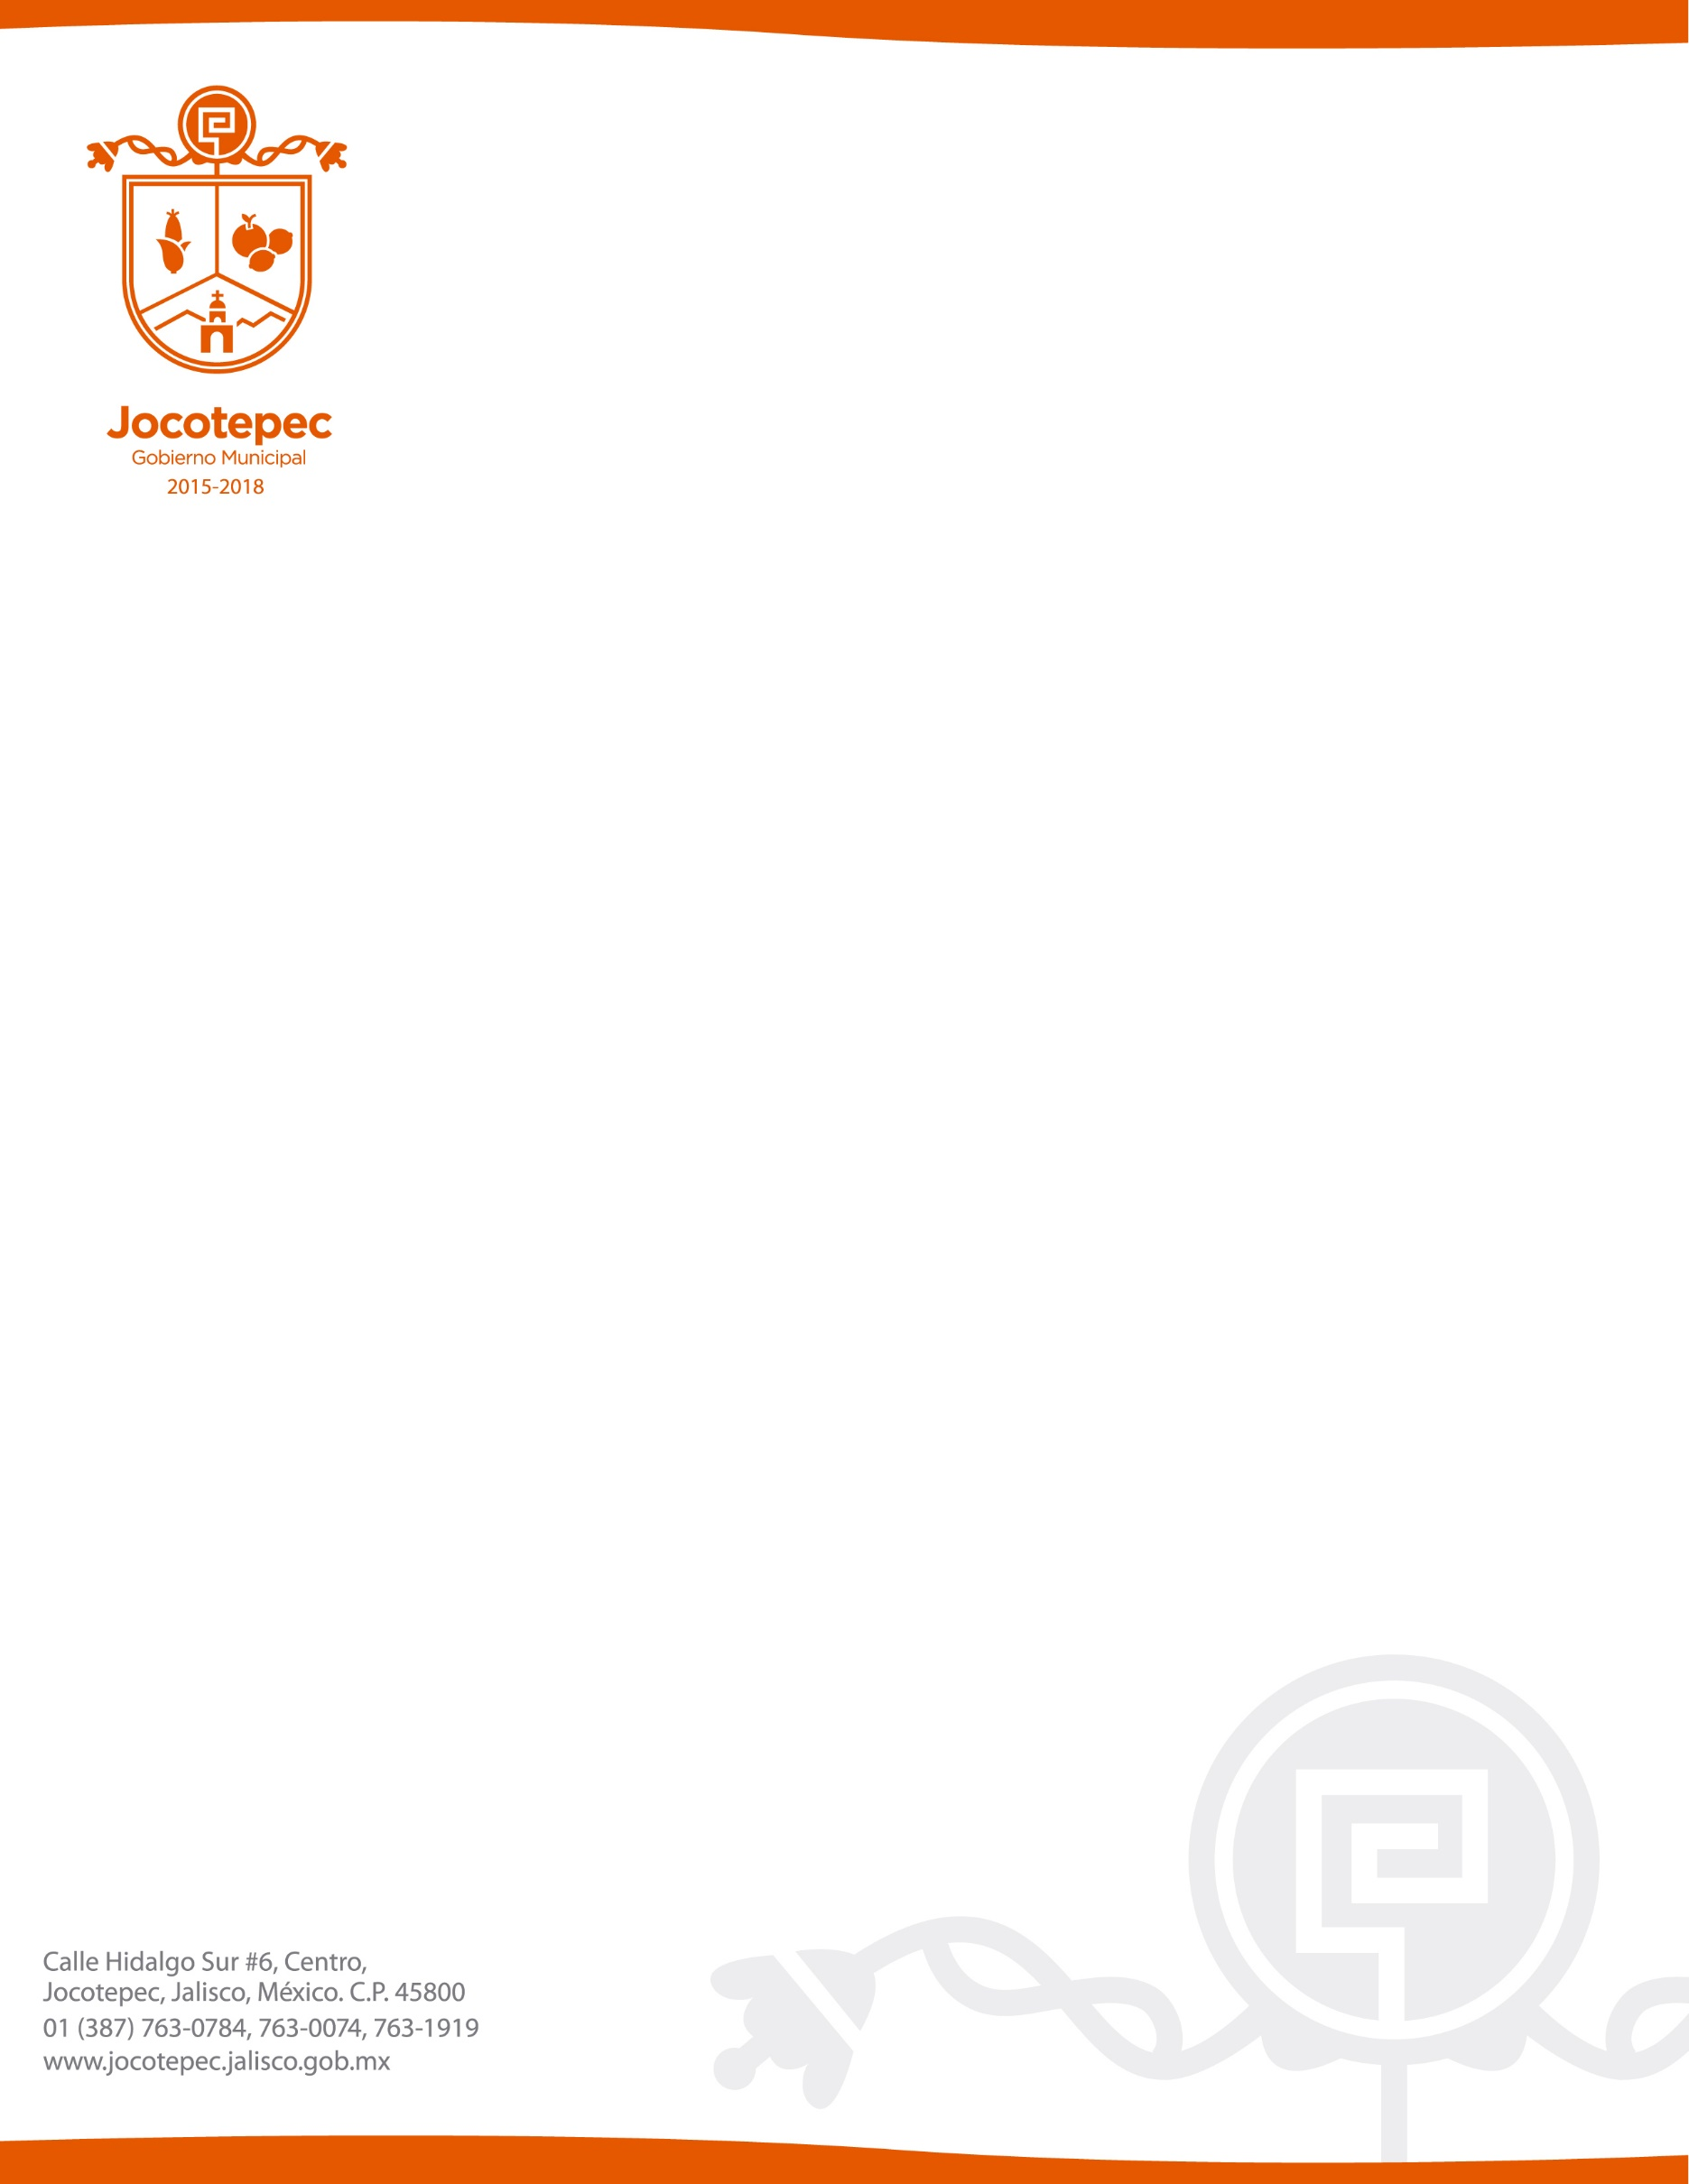 Jocotepec
Gobierno Municipal
2015-2018
Calle Hidalgo Sur #6, Centro,
Jocotepec, Jalisco, México. C.P. 45800
01 (387) 763-0784, 763-0074, 763-1919
www.jocotepec.jalisco.gob.mx